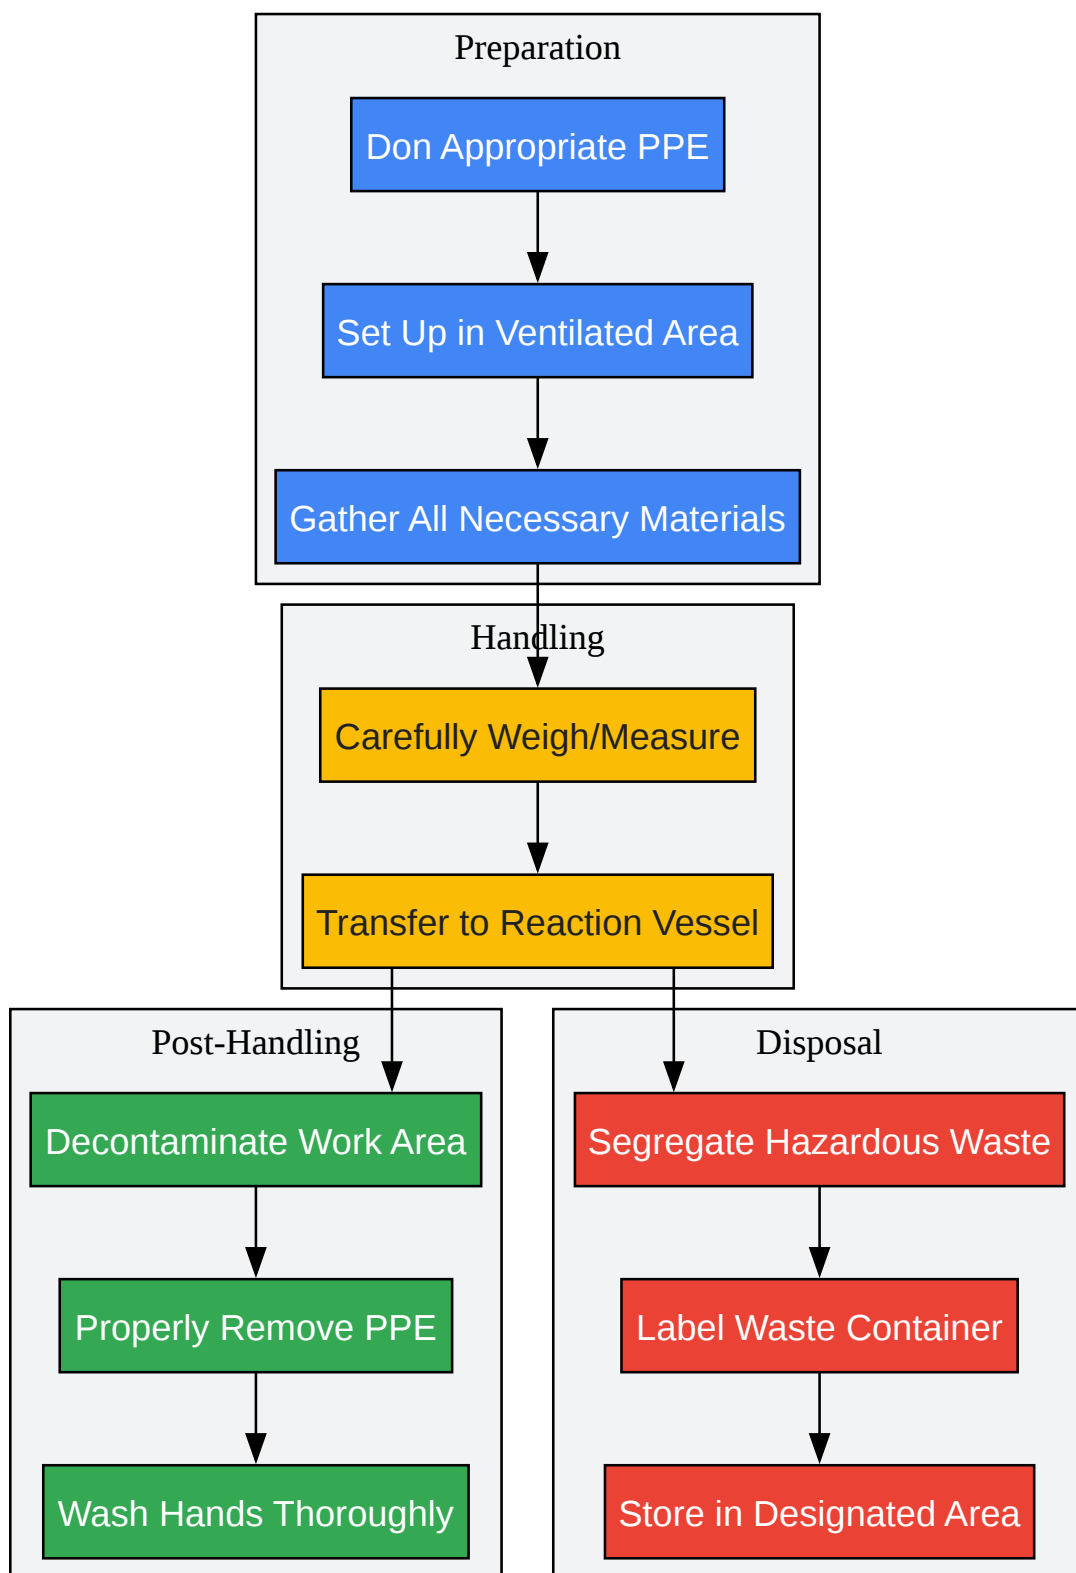 Preparation
Don Appropriate PPE
Set Up in Ventilated Area
Gather All Necessary Materials
Handling
Carefully Weigh/Measure
Transfer to Reaction Vessel
Post-Handling
Decontaminate Work Area
Properly Remove PPE
Wash Hands Thoroughly
Disposal
Segregate Hazardous Waste
Label Waste Container
Store in Designated Area